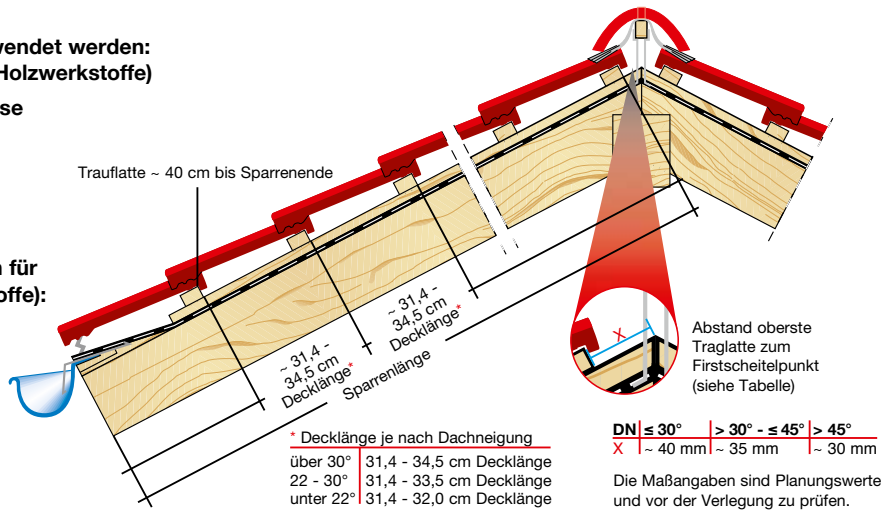 wendet werden:
Holzwerkstoffe)
se
Trauflatte ~ 40 cm bis Sparrenende
für
offe):
~ 31,4 -
34,5 cm
Decklänge*
~ 31,4 -
34,5 cm
Decklänge*
Sparrenlänge
X
Abstand oberste
Traglatte zum
Firstscheitelpunkt
(siehe Tabelle)
* Decklänge je nach Dachneigung
über 30° 31,4 - 34,5 cm Decklänge
22 - 30° 31,4 - 33,5 cm Decklänge
unter 22° 31,4 - 32,0 cm Decklänge
DN ≤ 30° > 30° - ≤ 45° > 45°
X ~ 40 mm ~ 35 mm ~ 30 mm
Die Maßangaben sind Planungswerte
und vor der Verlegung zu prüfen.